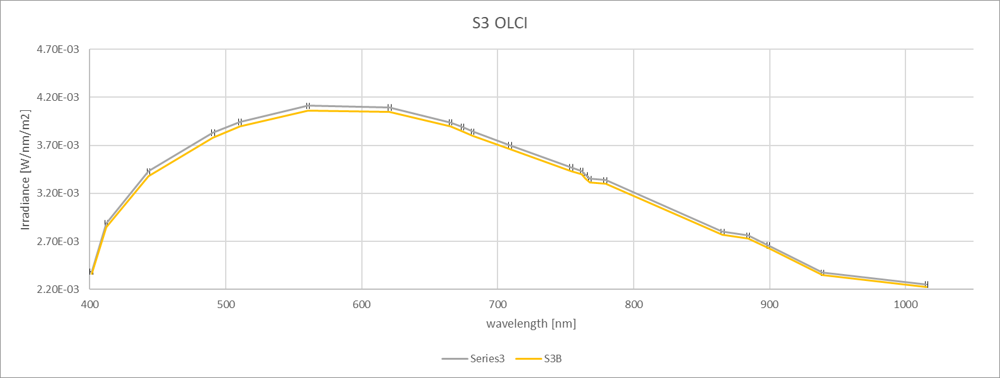 S3 OLCI
4.70E-03
4.20E-03
3.70E-03
3.20E-03
2.70E-03
2.20E-03
Irradiance [W/nm/m2]
400 500 600 700 800 900 1000
wavelength [nm]
Series3 S3B